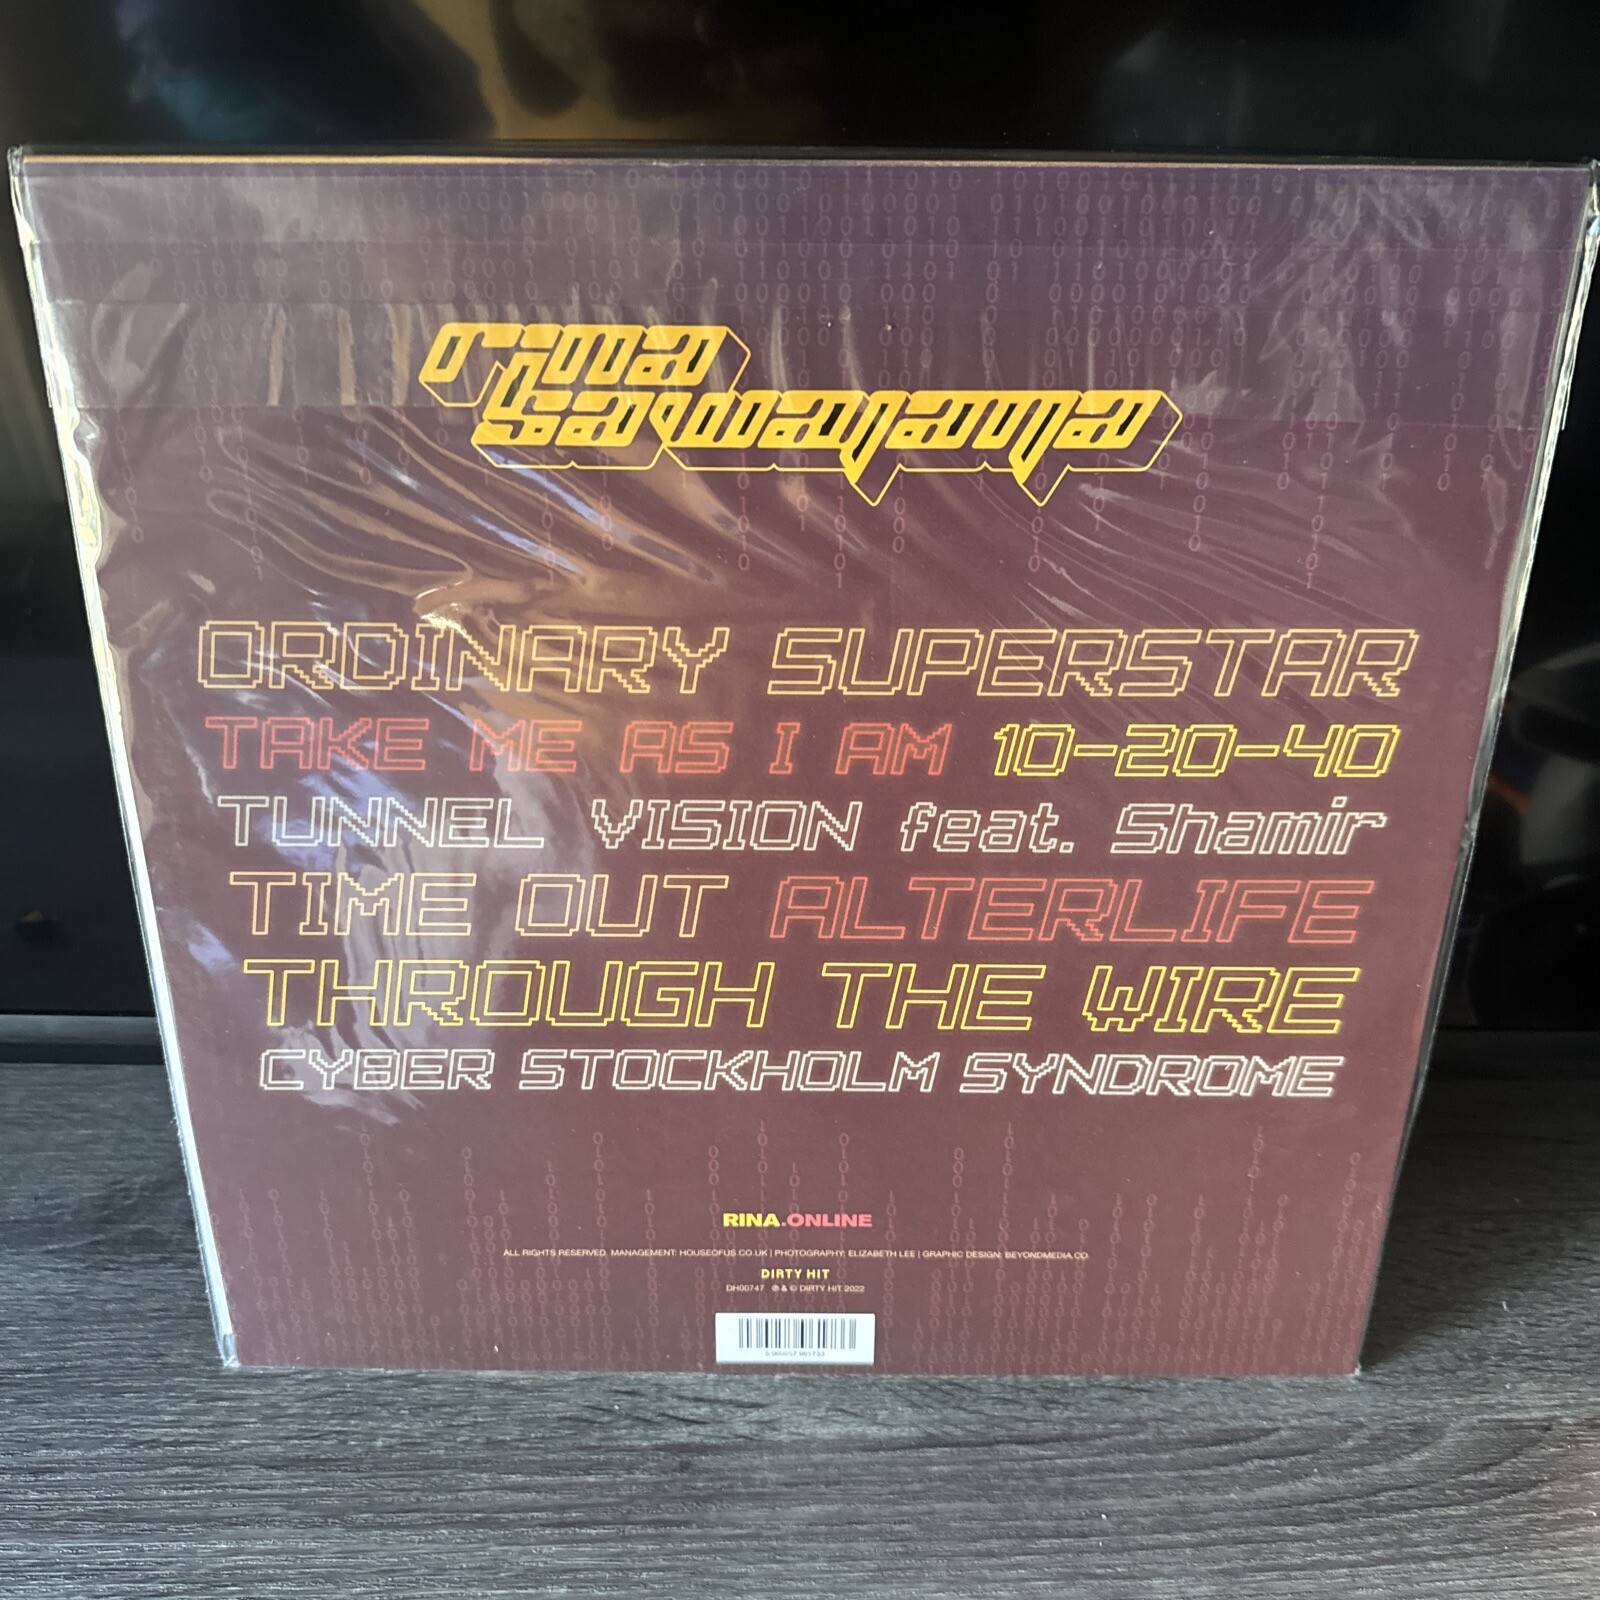 rina
sawayama
ORDINARY SUPERSTAR
TAKE ME AS I AM 10-20-40
TUNNEL VISION feat. Shamir
TIME OUT ALTERLIFE
THROUGH THE WIRE
CYBER STOCKHOLM SYNDROME
RINA.ONLINE
ALL RIGHTS RESERVED. MANAGEMENT: HOUSEOFUS.CO.UK | PHOTOGRAPHY: ELIZABETH LEE | GRAPHIC DESIGN: BEYONDMEDIA.CO
DIRTY HIT
DH00747 ℗ & © DIRTY HIT 2022